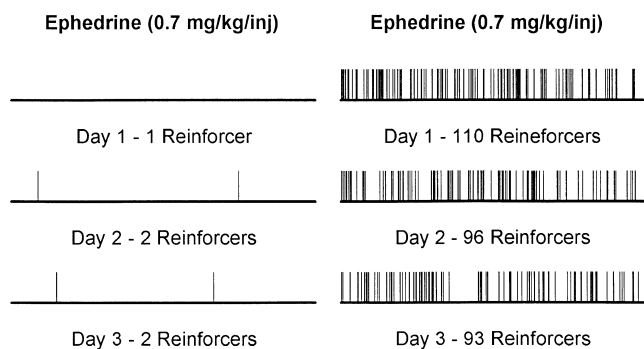 Ephedrine (0.7 mg/kg/inj)
Day 1 - 1 Reinforcer
Day 2 - 2 Reinforcers
Day 3 - 2 Reinforcers
Ephedrine (0.7 mg/kg/inj)
Day 1 - 110 Reineforcers
Day 2 - 96 Reinforcers
Day 3 - 93 Reinforcers